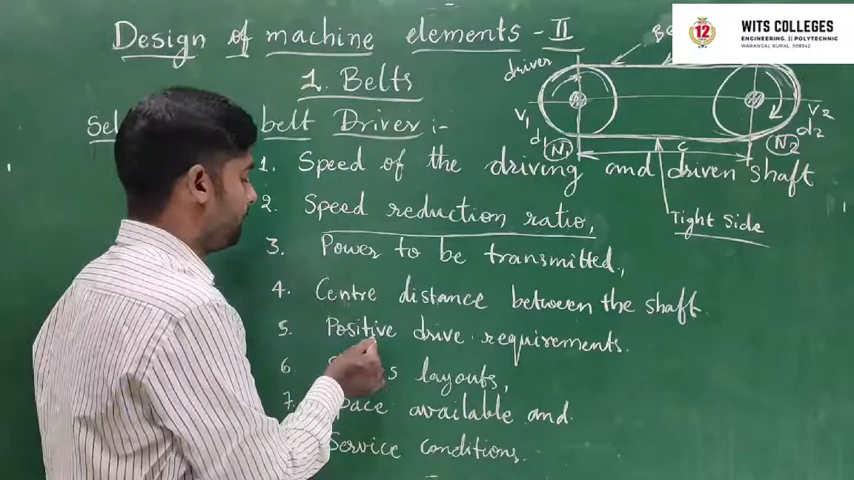 Design of machine elements - II
WITS COLLEGES
ENGINEERING. || POLYTECHNIC
WARANGAL RURAL, 506342
12
1. Belts
driver
belt Driver :-
V1
d1
N1
C
V2
d2
N2
Tight Side
1. Speed of the driving and driven shaft
2. Speed reduction ratio,
3. Power to be transmitted,
4. Centre distance between the shaft.
5. Positive drive requirements.
6 layouts,
7. available and
Service Conditions.